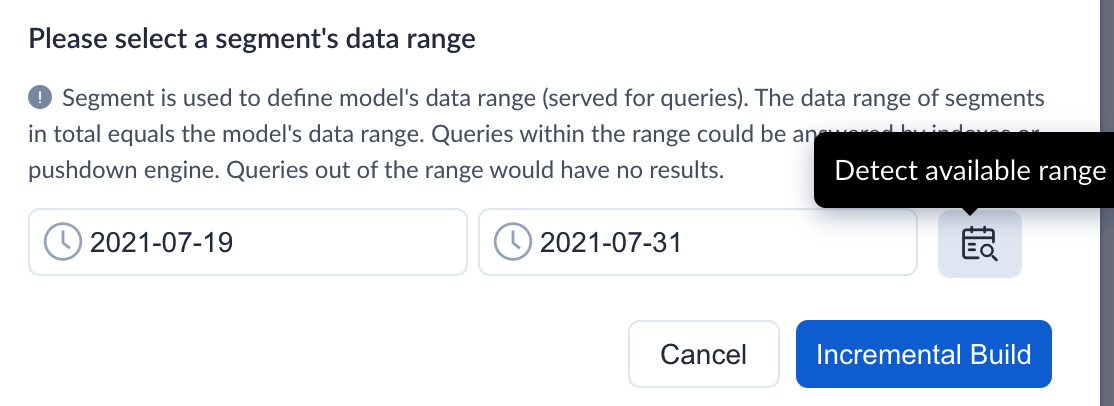 Please select a segment's data range
! Segment is used to define model's data range (served for queries). The data range of segments
in total equals the model's data range. Queries within the range could be answered by indexes or
pushdown engine. Queries out of the range would have no results.
Detect available range
2021-07-19 2021-07-31
Cancel Incremental Build